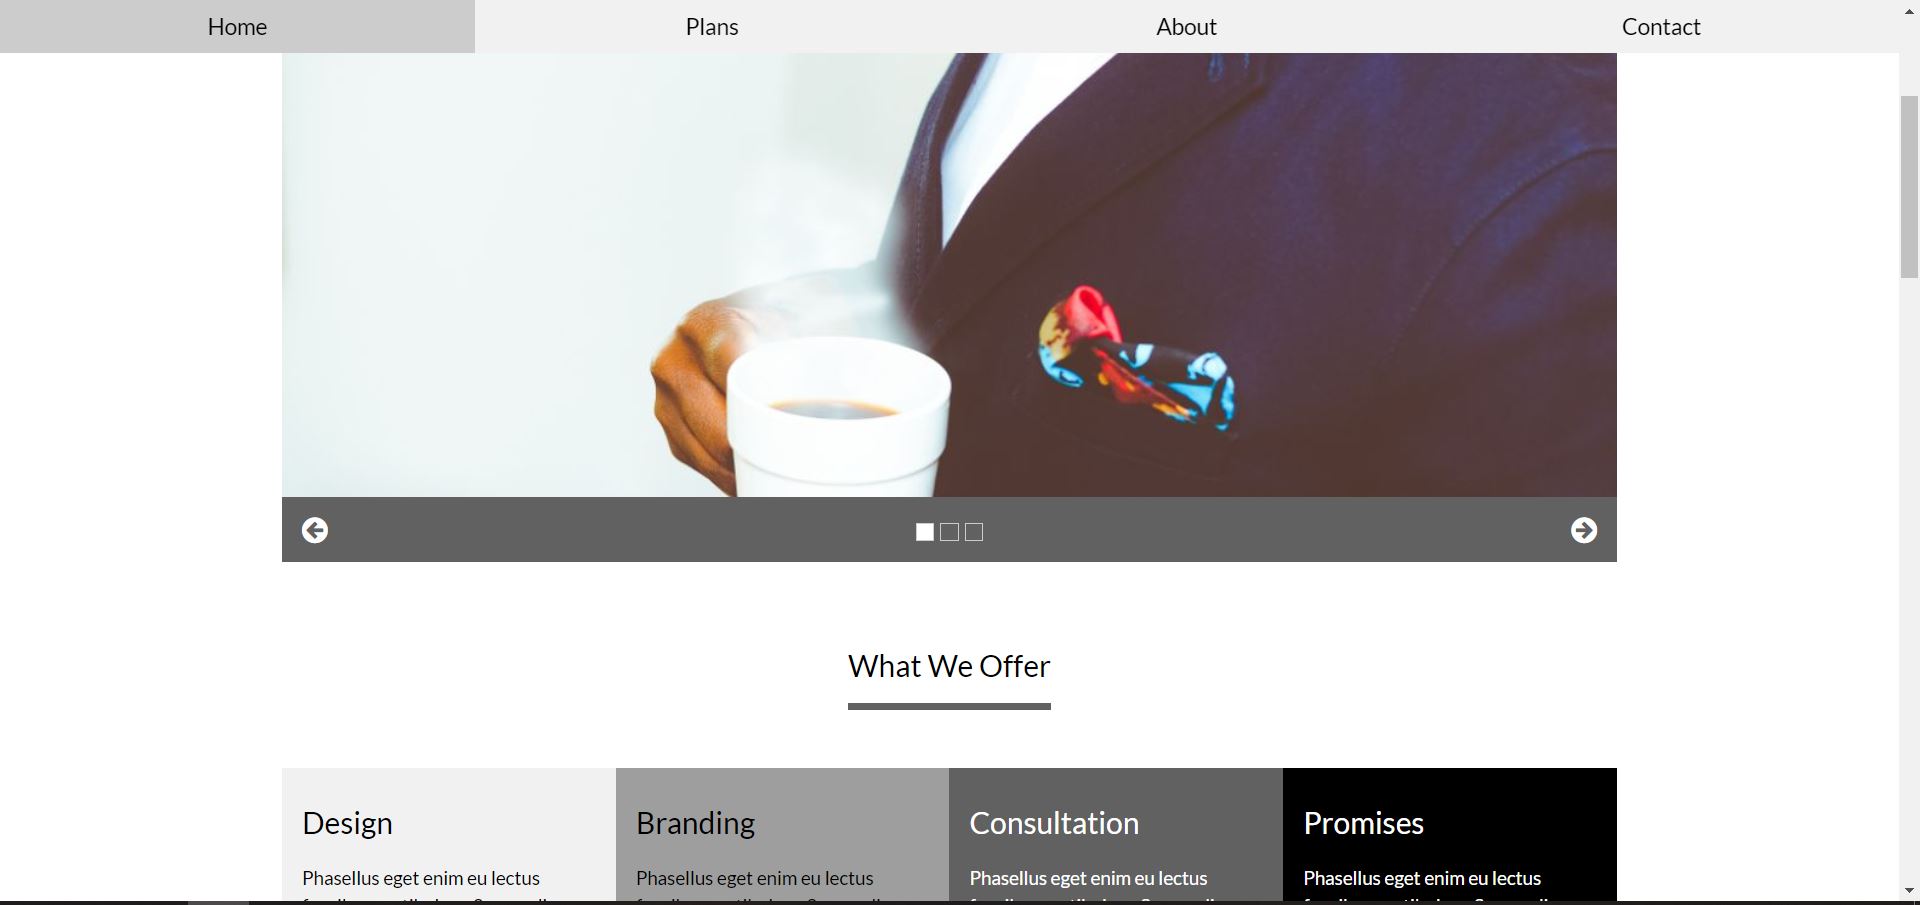 Home
Plans
About
Contact
What We Offer
Design
Branding
Consultation
Promises
Phasellus eget enim eu lectus
Phasellus eget enim eu lectus
Phasellus eget enim eu lectus
Phasellus eget enim eu lectus